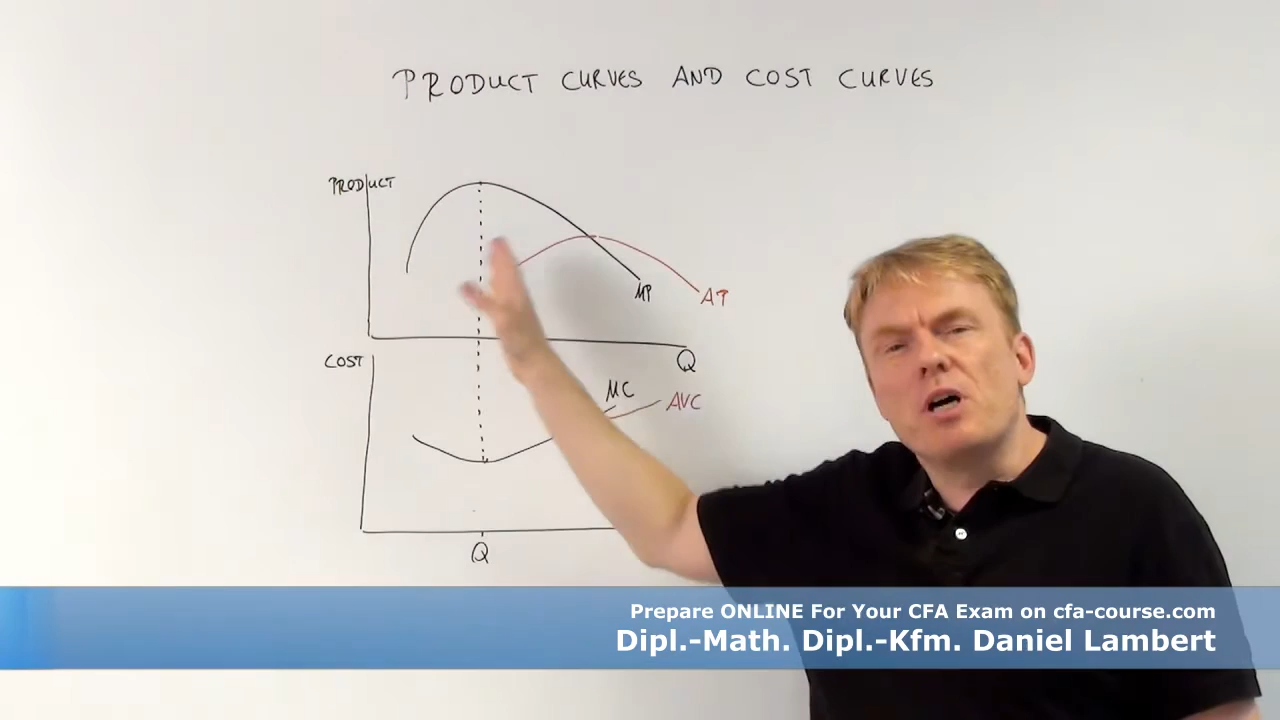 PRODUCT CURVES AND COST CURVES
PRODUCT
MP
AP
Q
COST
MC
AVC
Q
Prepare ONLINE For Your CFA Exam on cfa-course.com
Dipl.-Math. Dipl.-Kfm. Daniel Lambert